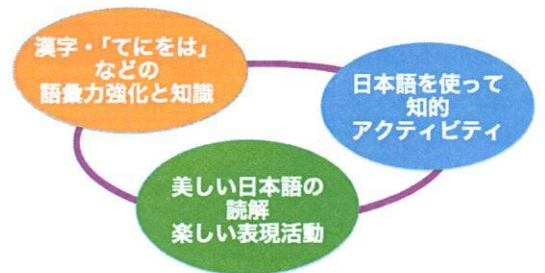 漢字・「てにをは」
などの
語彙力強化と知識
日本語を使って
知的
アクティビティ
美しい日本語の
読解
楽しい表現活動